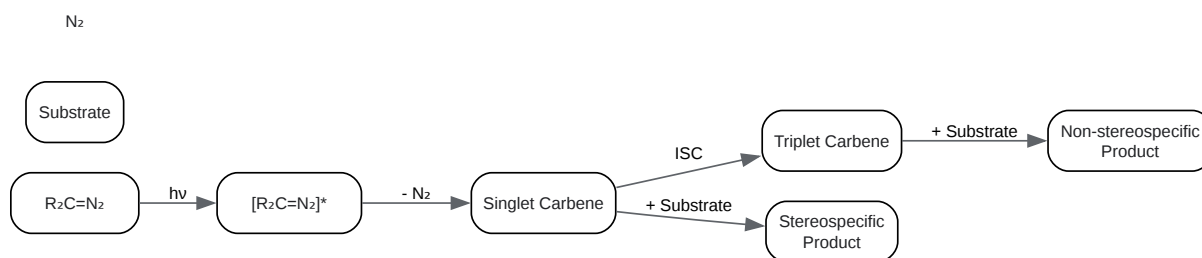 N₂
Substrate
R₂C=N₂
hν
[R₂C=N₂]*
- N₂
Singlet Carbene
ISC
+ Substrate
Triplet Carbene
+ Substrate
Non-stereospecific
Product
Stereospecific
Product